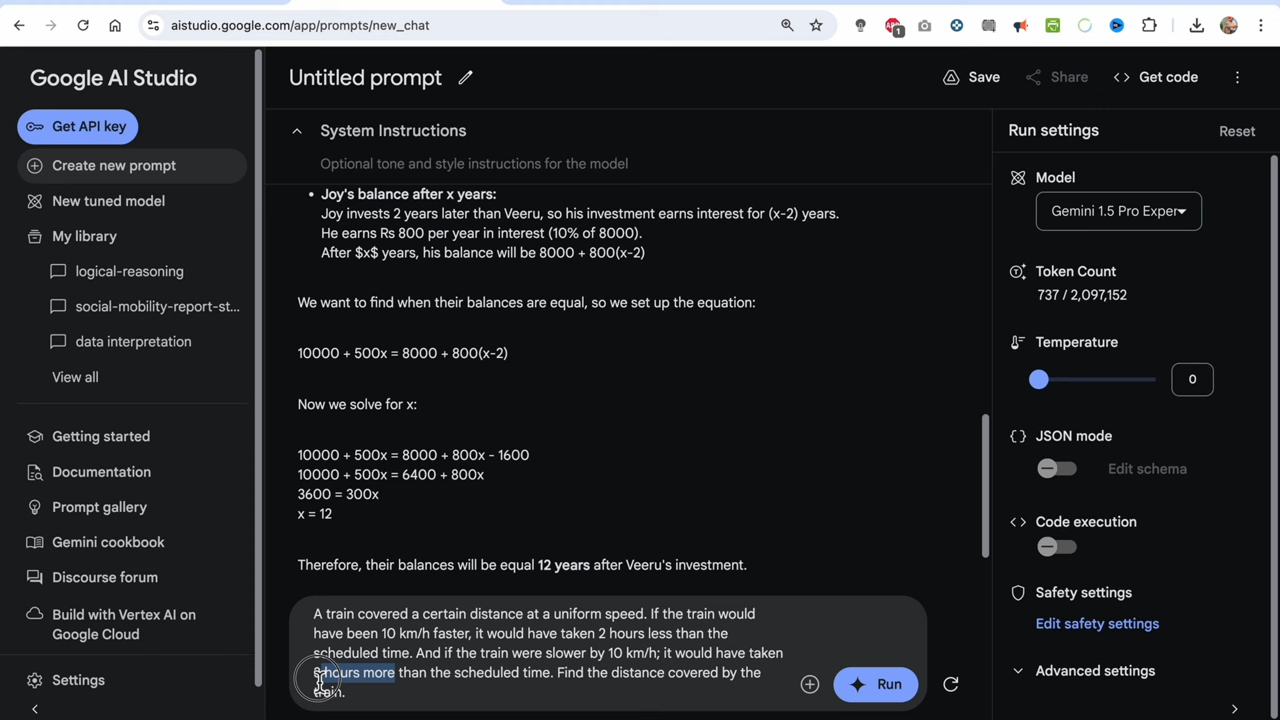 aistudio.google.com/app/prompts/new_chat
1
Google AI Studio
Get API key
Create new prompt
New tuned model
My library
logical-reasoning
social-mobility-report-st...
data interpretation
View all
Getting started
Documentation
Prompt gallery
Gemini cookbook
Discourse forum
Build with Vertex AI on
Google Cloud
Settings
Untitled prompt
Save
Share
Get code
System Instructions
Optional tone and style instructions for the model
• Joy's balance after x years:
Joy invests 2 years later than Veeru, so his investment earns interest for (x-2) years.
He earns Rs 800 per year in interest (10% of 8000).
After $x$ years, his balance will be 8000 + 800(x-2)
We want to find when their balances are equal, so we set up the equation:
10000 + 500x = 8000 + 800(x-2)
Now we solve for x:
10000 + 500x = 8000 + 800x - 1600
10000 + 500x = 6400 + 800x
3600 = 300x
x = 12
Therefore, their balances will be equal 12 years after Veeru's investment.
A train covered a certain distance at a uniform speed. If the train would
have been 10 km/h faster, it would have taken 2 hours less than the
scheduled time. And if the train were slower by 10 km/h; it would have taken
hours more than the scheduled time. Find the distance covered by the
train.
Run
Run settings
Reset
Model
Gemini 1.5 Pro Exper
Token Count
737 / 2,097,152
Temperature
0
JSON mode
Edit schema
Code execution
Safety settings
Edit safety settings
Advanced settings